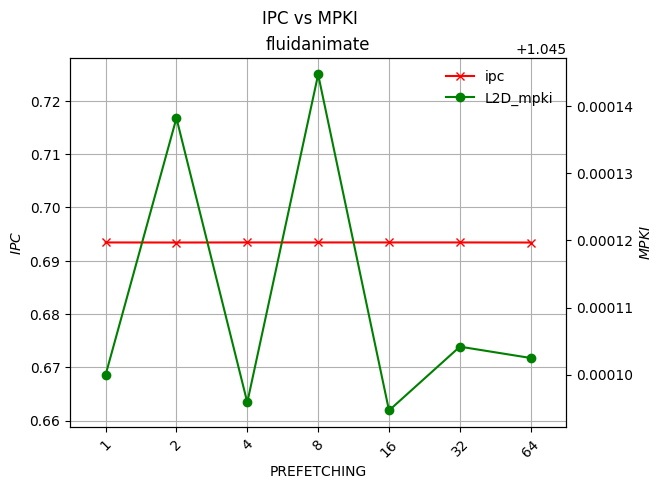 IPC vs MPKI
fluidanimate
+1.045
ipc
L2D_mpki
0.72
0.71
0.70
0.69
0.68
0.67
0.66
IPC
0.00014
0.00013
0.00012
0.00011
0.00010
MPKI
1
2
4
8
16
32
64
PREFETCHING